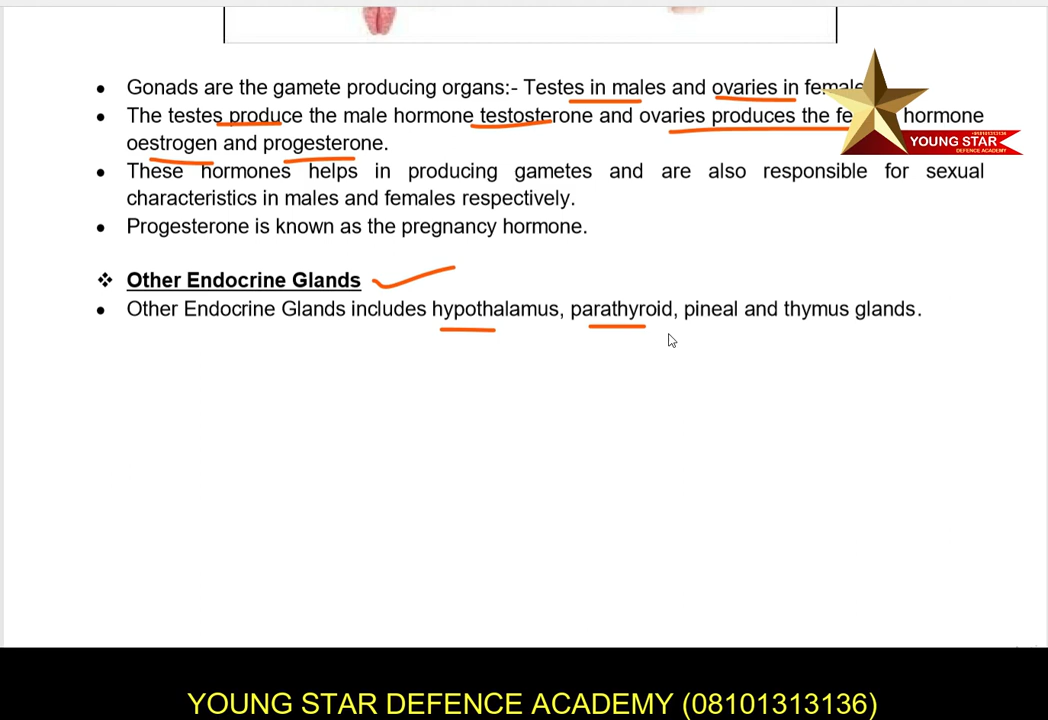 • Gonads are the gamete producing organs:- Testes in males and ovaries in female
• The testes produce the male hormone testosterone and ovaries produces the fe hormone
oestrogen and progesterone.
• These hormones helps in producing gametes and are also responsible for sexual
characteristics in males and females respectively.
• Progesterone is known as the pregnancy hormone.
❖ Other Endocrine Glands
• Other Endocrine Glands includes hypothalamus, parathyroid, pineal and thymus glands.
YOUNG STAR
DEFENCE ACADEMY
YOUNG STAR DEFENCE ACADEMY (08101313136)